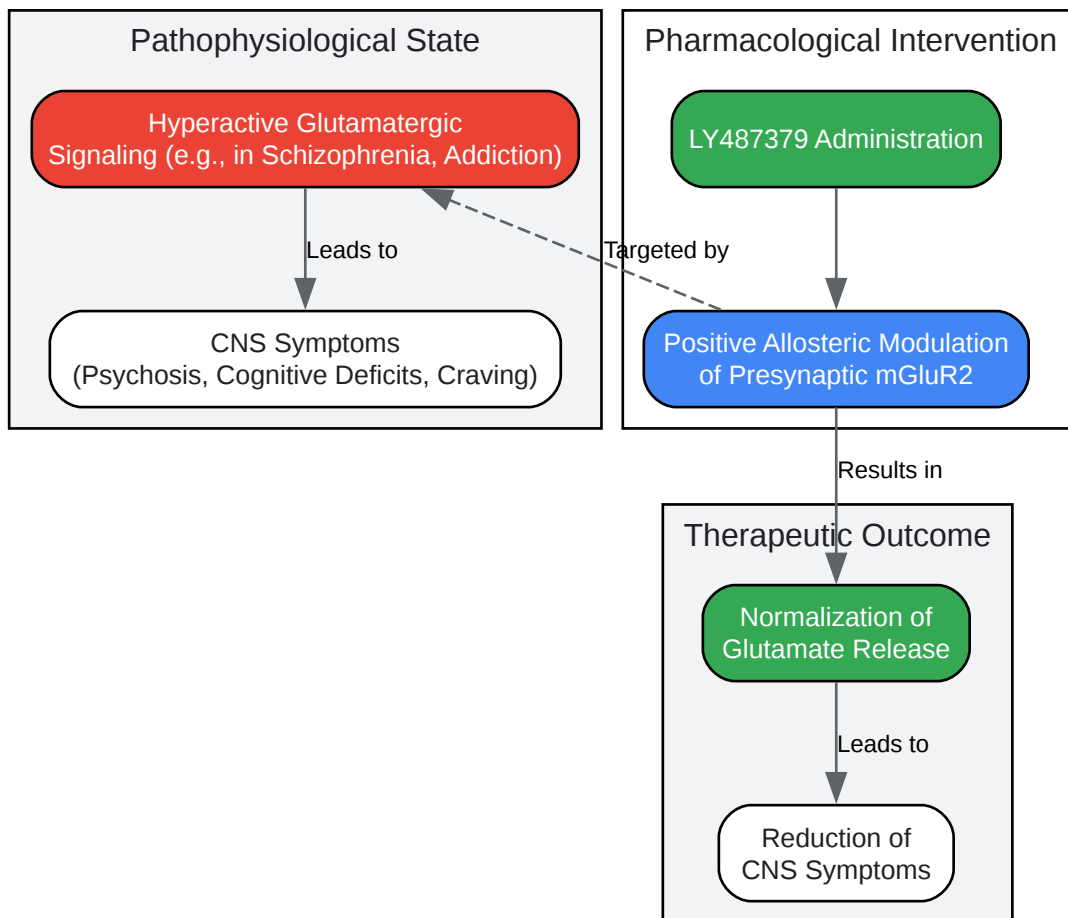 Pathophysiological State
Pharmacological Intervention
Hyperactive Glutamatergic
Signaling (e.g., in Schizophrenia, Addiction)
LY487379 Administration
Leads to
Targeted by
CNS Symptoms
(Psychosis, Cognitive Deficits, Craving)
Positive Allosteric Modulation
of Presynaptic mGluR2
Results in
Therapeutic Outcome
Normalization of
Glutamate Release
Leads to
Reduction of
CNS Symptoms